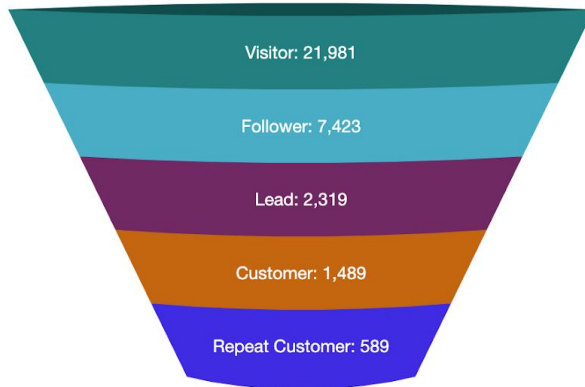 Visitor: 21,981
Follower: 7,423
Lead: 2,319
Customer: 1,489
Repeat Customer: 589